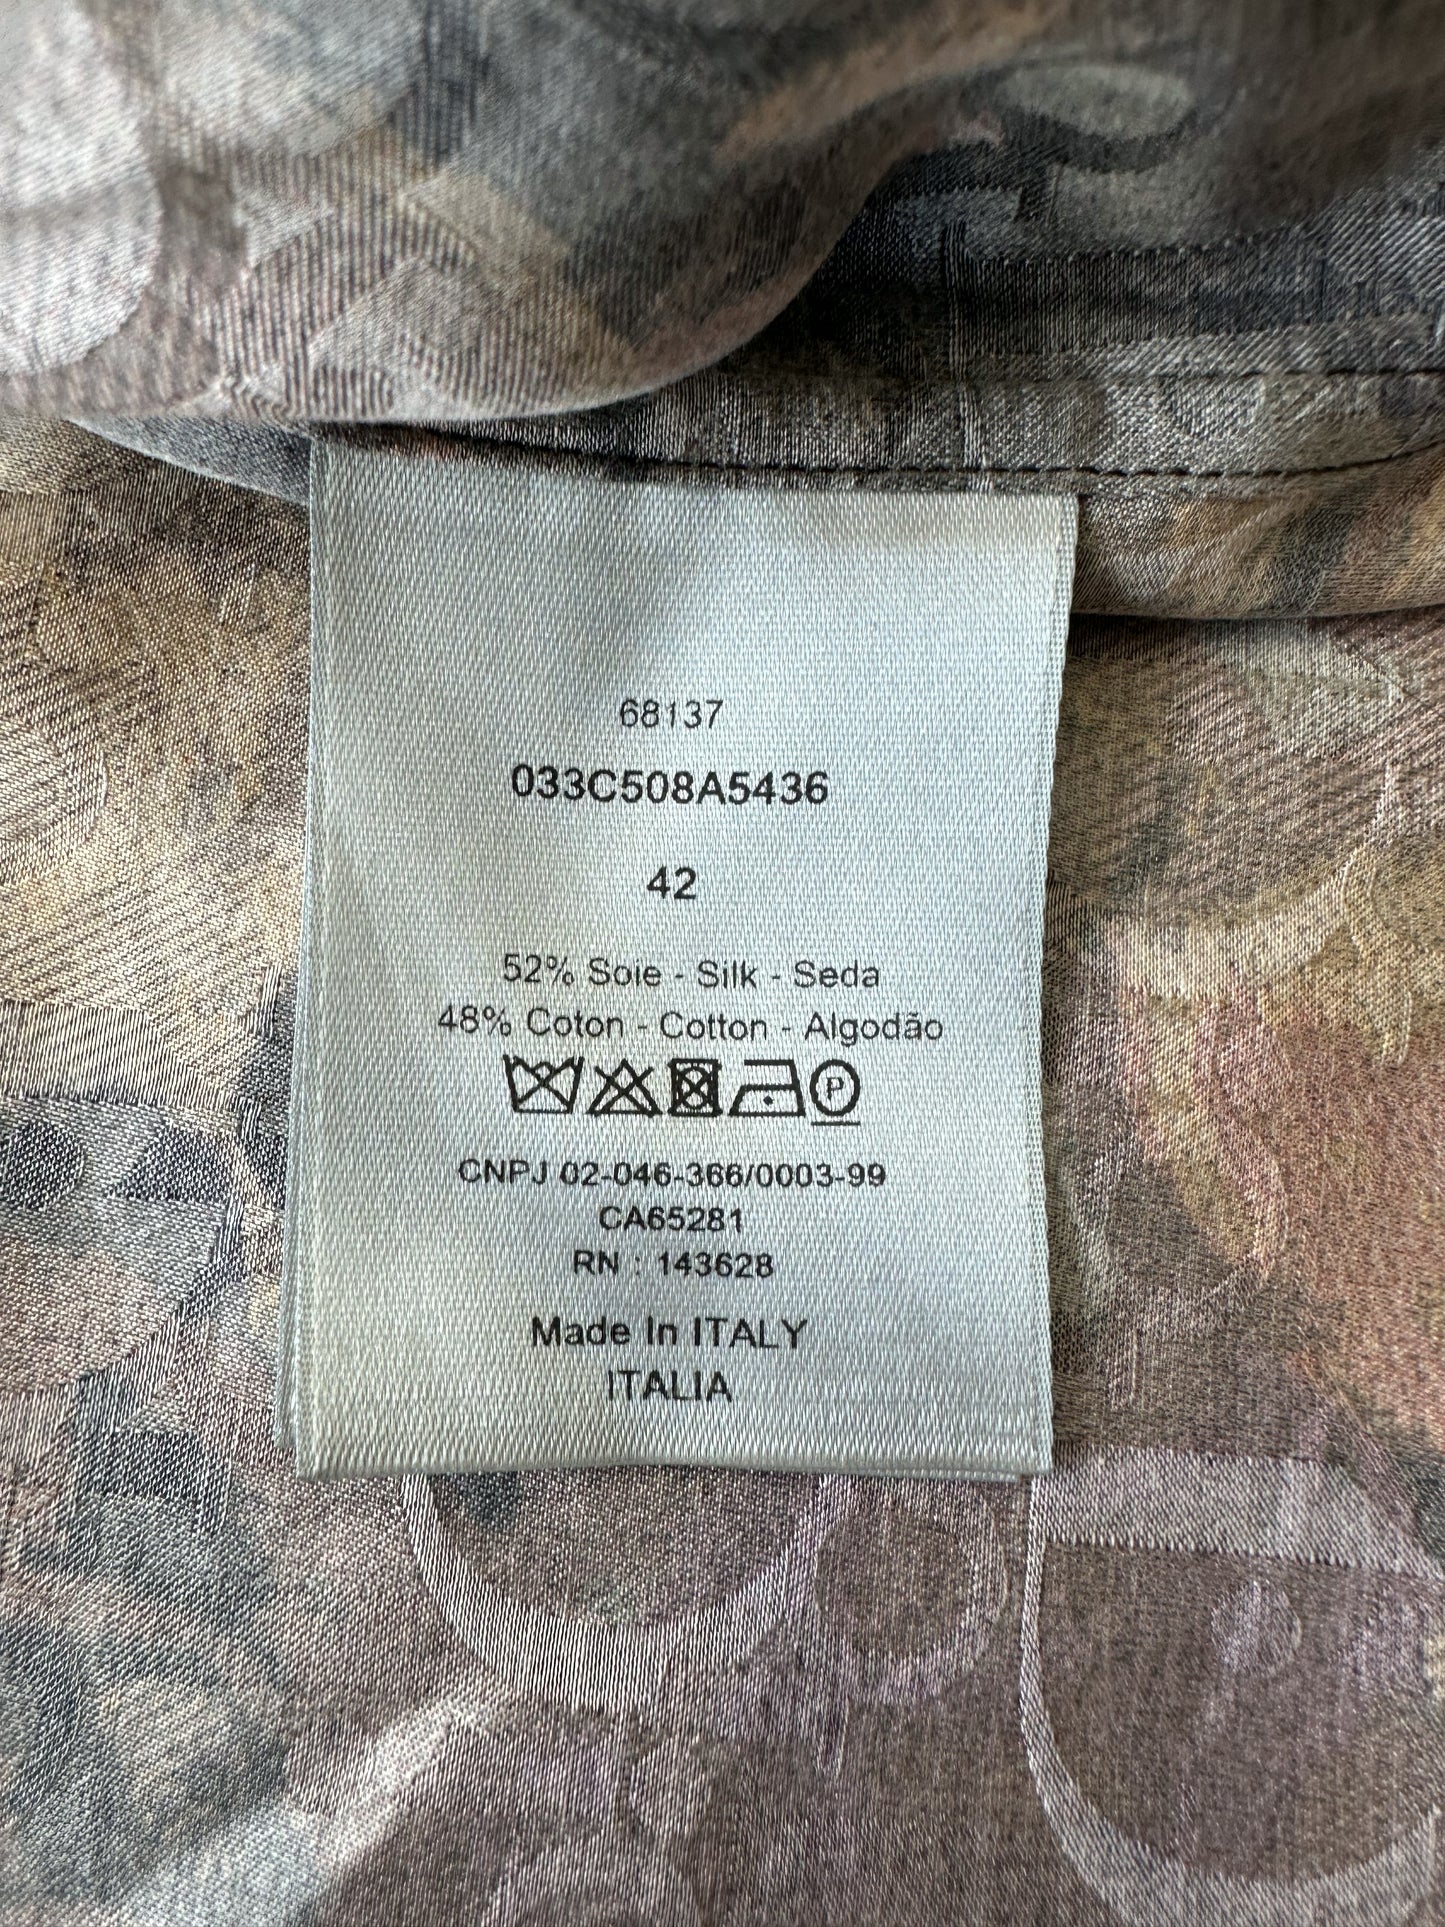 68137
033C508A5436
42
52% Soie - Silk - Seda
48% Coton - Cotton - Algodão
P
CNPJ 02-046-366/0003-99
CA65281
RN : 143628
Made In ITALY
ITALIA